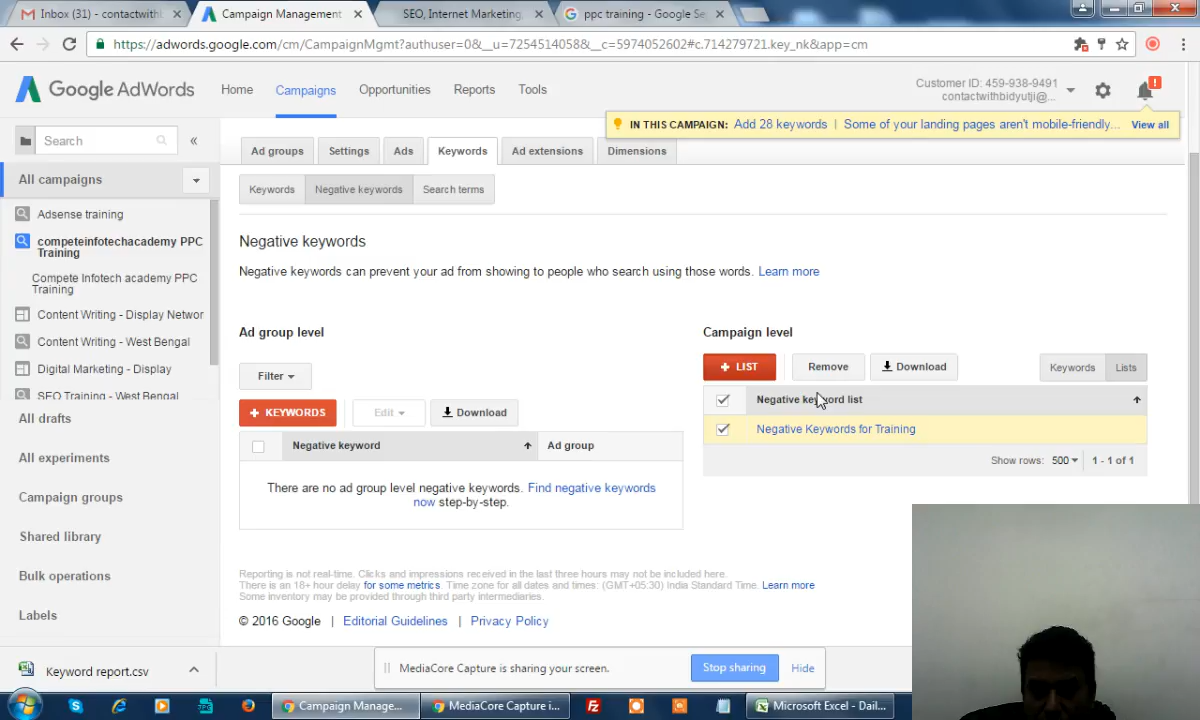 Inbox (31) - contactwithb
Campaign Management
SEO, Internet Marketing,
ppc training - Google Se
https://adwords.google.com/cm/CampaignMgmt?authuser=0&__u=7254514058&__c=5974052602#c.714279721.key_nk&app=cm
Google AdWords
Home
Campaigns
Opportunities
Reports
Tools
Customer ID: 459-938-9491
contactwithbidyutji@...
IN THIS CAMPAIGN: Add 28 keywords | Some of your landing pages aren't mobile-friendly... View all
Search
All campaigns
Adsense training
competeinfotechacademy PPC
Training
Compete Infotech academy PPC
Training
Content Writing - Display Networ
Content Writing - West Bengal
Digital Marketing - Display
SEO Training - West Bengal
All drafts
All experiments
Campaign groups
Shared library
Bulk operations
Labels
Ad groups
Settings
Ads
Keywords
Ad extensions
Dimensions
Keywords
Negative keywords
Search terms
Negative keywords
Negative keywords can prevent your ad from showing to people who search using those words. Learn more
Ad group level
Filter
+ KEYWORDS
Edit
Download
Negative keyword
Ad group
There are no ad group level negative keywords. Find negative keywords
now step-by-step.
Campaign level
+ LIST
Remove
Download
Keywords
Lists
Negative keyword list
Negative Keywords for Training
Show rows: 500
1 - 1 of 1
Reporting is not real-time. Clicks and impressions received in the last three hours may not be included here.
There is an 18+ hour delay for some metrics. Time zone for all dates and times: (GMT+05:30) India Standard Time. Learn more
Some inventory may be provided through third party intermediaries.
© 2016 Google | Editorial Guidelines | Privacy Policy
Keyword report.csv
MediaCore Capture is sharing your screen.
Stop sharing
Hide
Campaign Manage...
MediaCore Capture i...
Microsoft Excel - Dail...